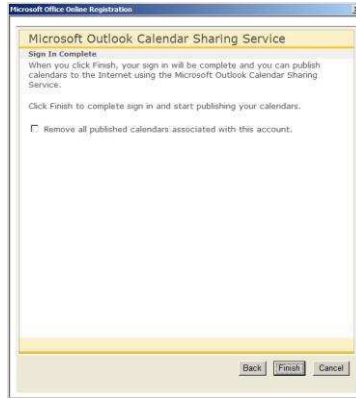 Microsoft Office Online Registration
Microsoft Outlook Calendar Sharing Service
Sign In Complete
When you click Finish, your sign in will be complete and you can publish
calendars to the Internet using the Microsoft Outlook Calendar Sharing
Service.
Click Finish to complete sign in and start publishing your calendars.
Remove all published calendars associated with this account.
Back Finish Cancel